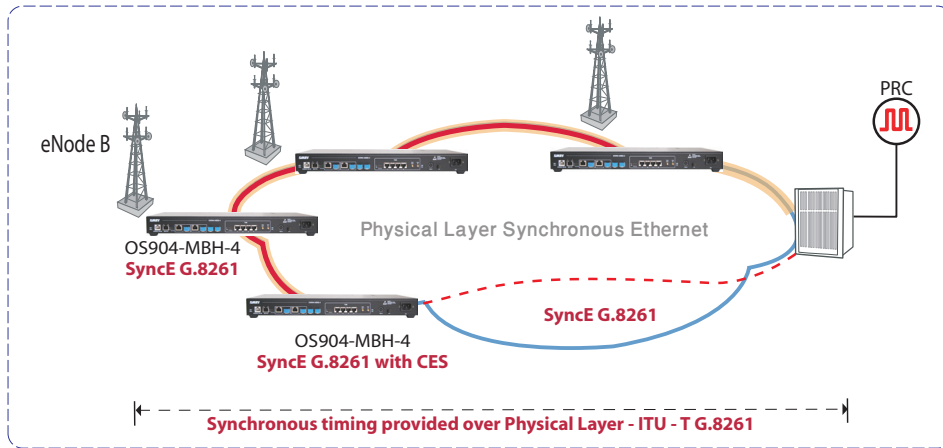 PRC
eNode B
Physical Layer Synchronous Ethernet
OS904-MBH-4
SyncE G.8261
SyncE G.8261
OS904-MBH-4
SyncE G.8261 with CES
Synchronous timing provided over Physical Layer - ITU - T G.8261